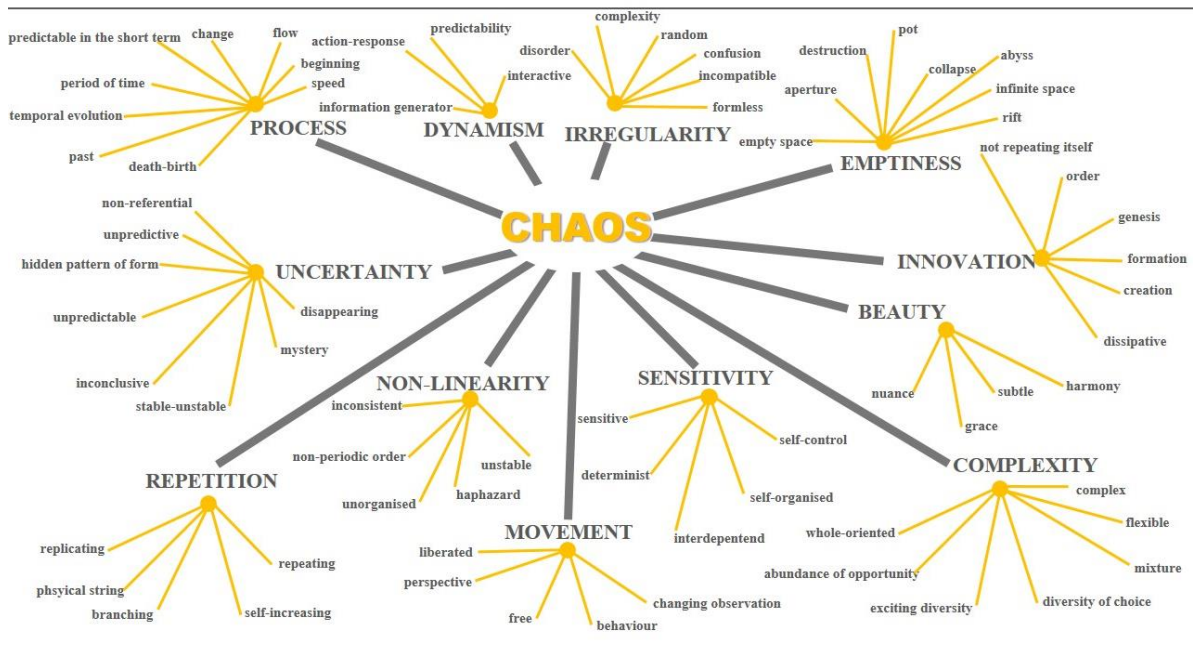 predictable in the short term
change
flow
beginning
speed
period of time
temporal evolution
past
death-birth
PROCESS
action-response
predictability
interactive
information generator
DYNAMISM
complexity
random
disorder
confusion
incompatible
formless
IRREGULARITY
pot
destruction
abyss
collapse
aperture
infinite space
rift
empty space
EMPTINESS
CHAOS
not repeating itself
order
genesis
formation
creation
dissipative
INNOVATION
non-referential
unpredictive
hidden pattern of form
UNCERTAINTY
unpredictable
disappearing
mystery
inconclusive
stable-unstable
BEAUTY
nuance
subtle
harmony
grace
NON-LINEARITY
inconsistent
non-periodic order
unstable
unorganised
haphazard
SENSITIVITY
sensitive
self-control
determinist
self-organised
interdepentend
REPETITION
replicating
repeating
phsyical string
branching
self-increasing
MOVEMENT
liberated
perspective
changing observation
free
behaviour
COMPLEXITY
complex
flexible
whole-oriented
mixture
abundance of opportunity
exciting diversity
diversity of choice